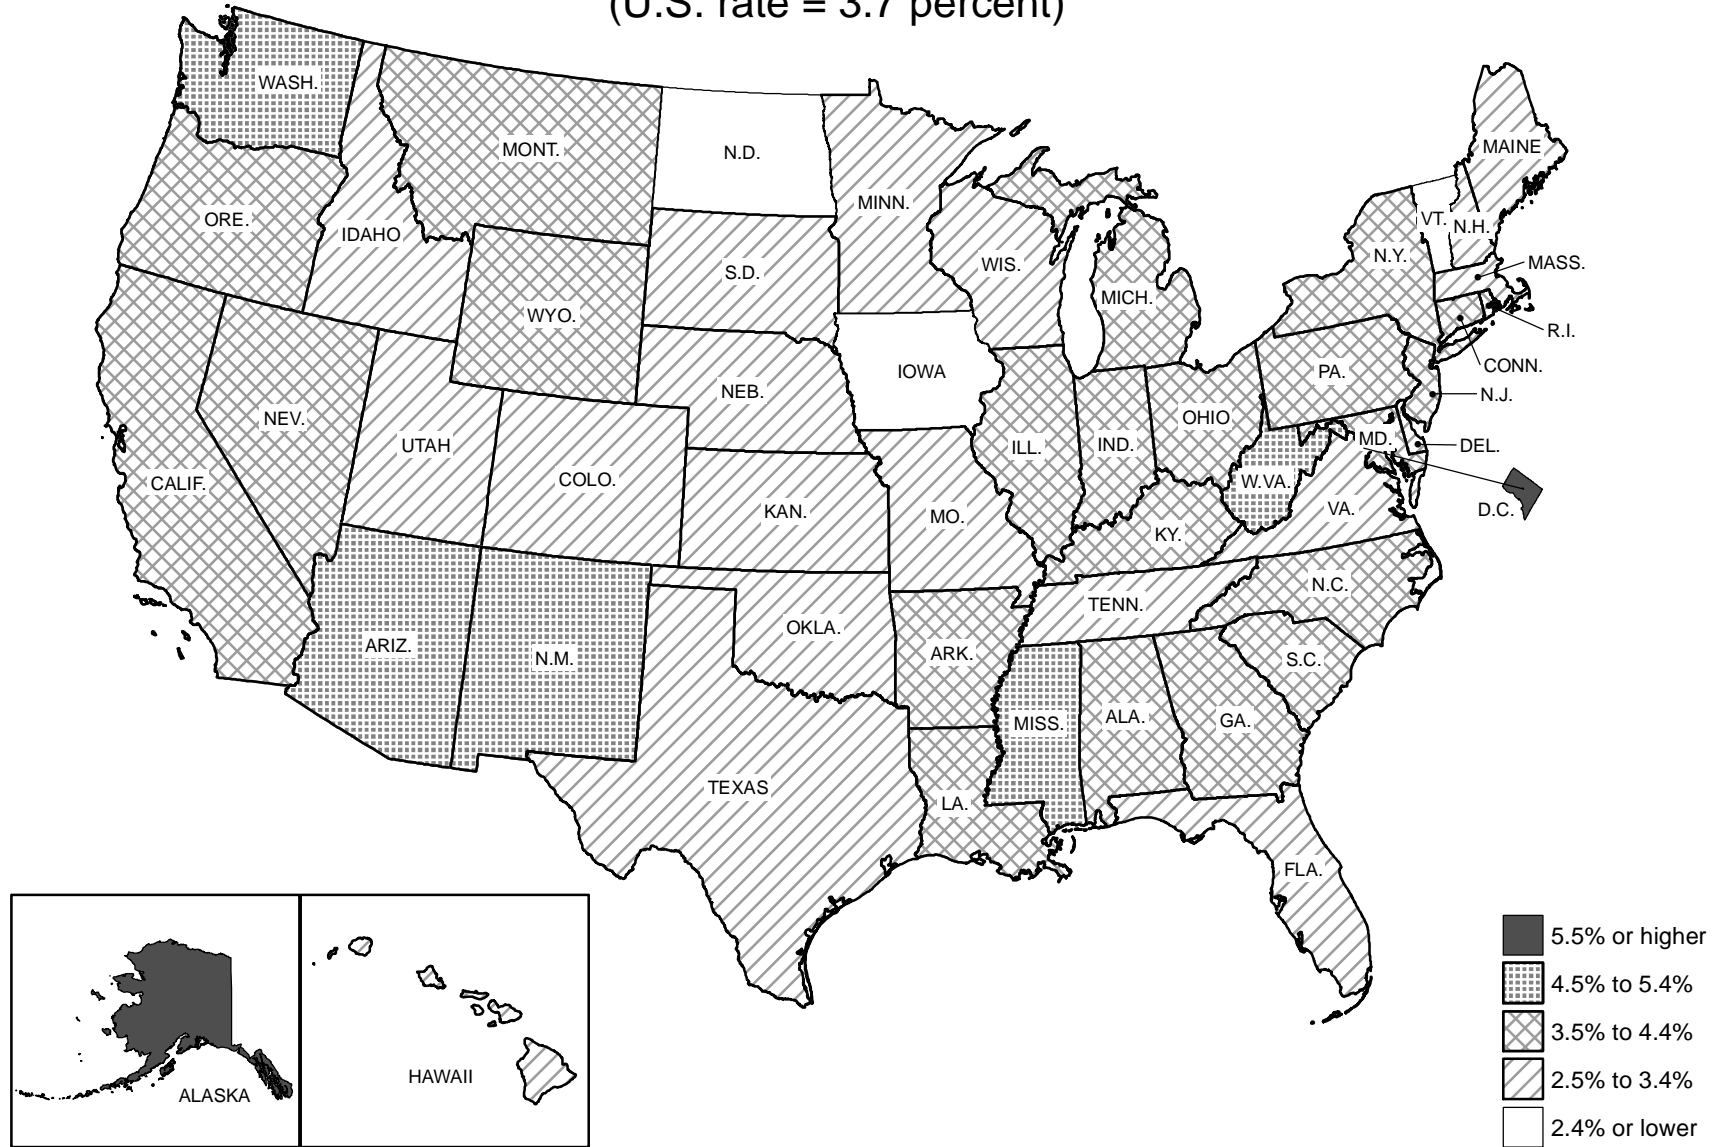 (U.S. rate = 3.7 percent)
WASH.
MONT.
N.D.
MINN.
MAINE
ORE.
IDAHO
VT.
N.H.
S.D.
WIS.
N.Y.
MASS.
WYO.
MICH.
R.I.
NEB.
IOWA
PA.
CONN.
N.J.
NEV.
UTAH
COLO.
ILL.
IND.
OHIO
MD.
DEL.
CALIF.
KAN.
MO.
W.VA.
VA.
D.C.
KY.
ARIZ.
N.M.
OKLA.
ARK.
TENN.
N.C.
S.C.
MISS.
ALA.
GA.
TEXAS
LA.
FLA.
ALASKA
HAWAII
5.5% or higher
4.5% to 5.4%
3.5% to 4.4%
2.5% to 3.4%
2.4% or lower